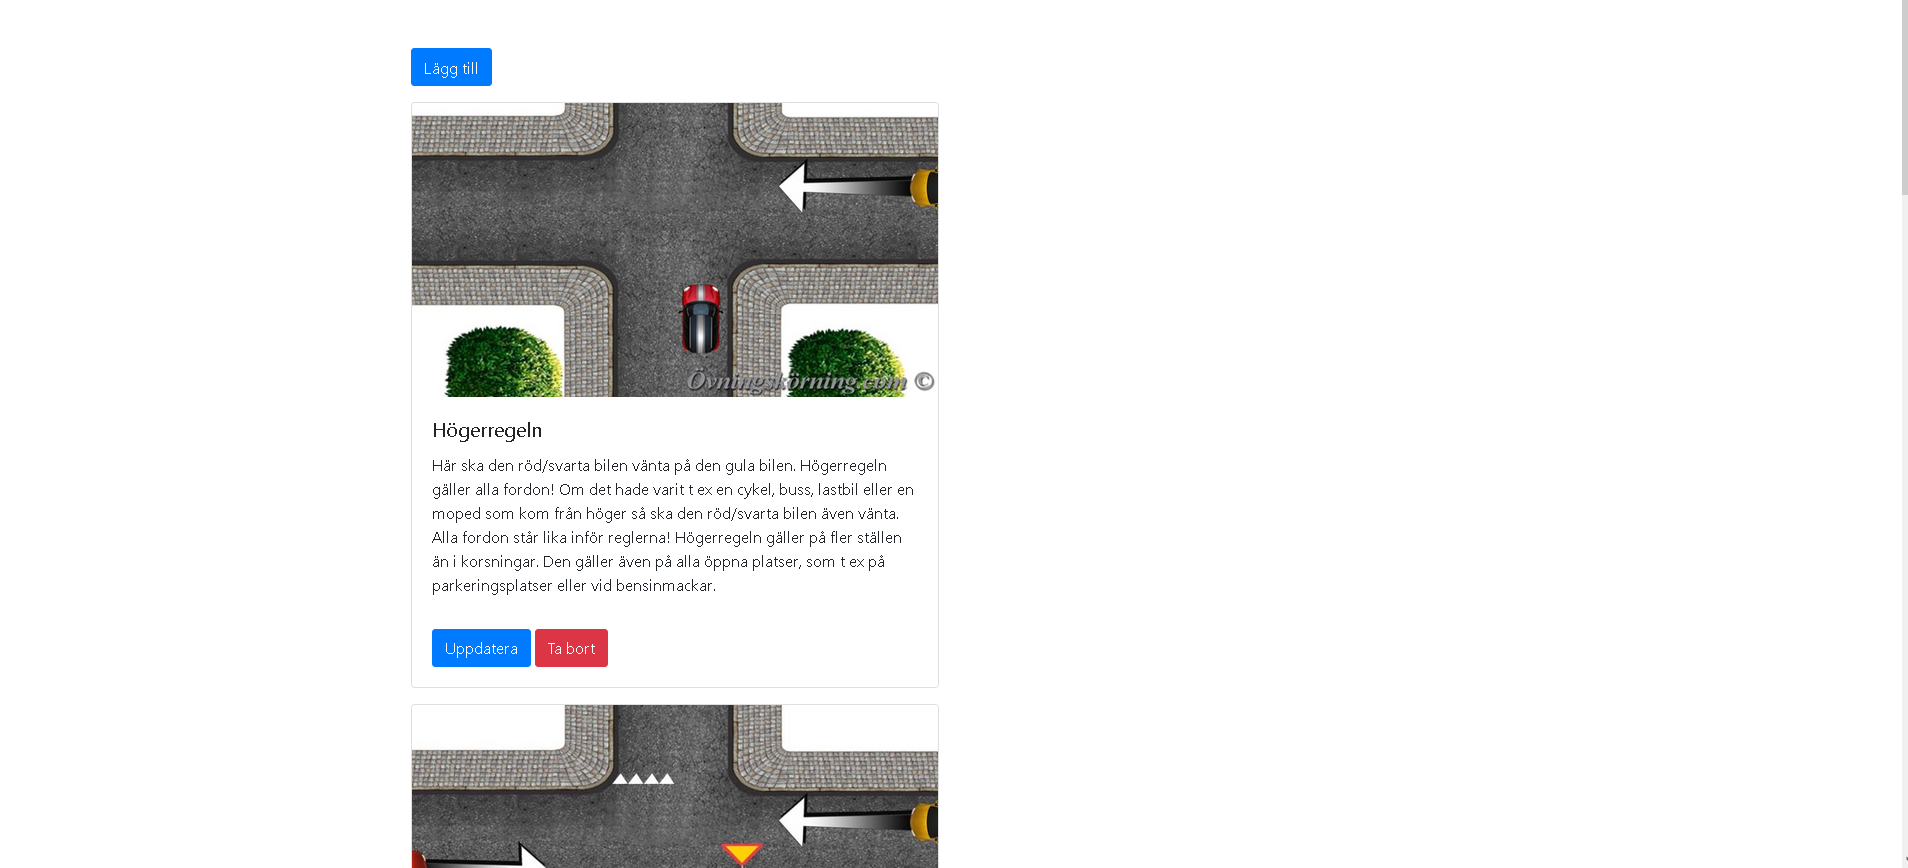 Lägg till
Övningskörning.com ©
Högerregeln
Här ska den röd/svarta bilen vänta på den gula bilen. Högerregeln
gäller alla fordon! Om det hade varit t ex en cykel, buss, lastbil eller en
moped som kom från höger så ska den röd/svarta bilen även vänta.
Alla fordon står lika inför reglerna! Högerregeln gäller på fler ställen
än i korsningar. Den gäller även på alla öppna platser, som t ex på
parkeringsplatser eller vid bensinmackar.
Uppdatera Ta bort